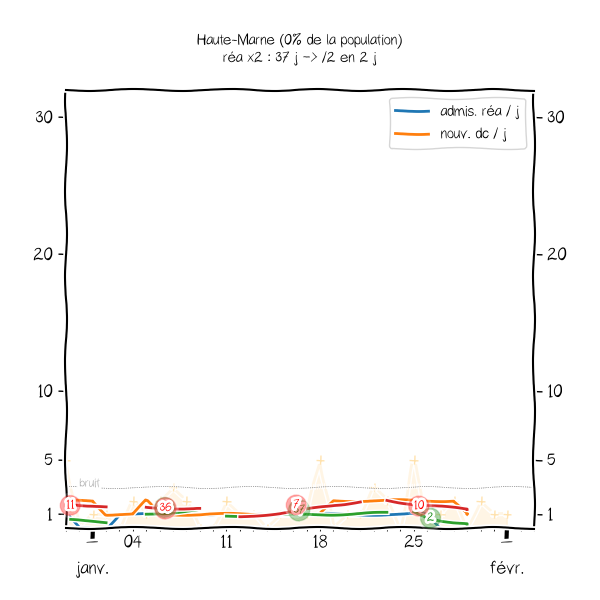 Haute-Marne (0% de la population)
réa x2 : 37 j -> /2 en 2 j
admis. réa / j
nouv. dc / j
30
30
20
20
10
10
5
5
bruit
11
36
7
10
2
1
1
04
11
18
25
janv.
févr.